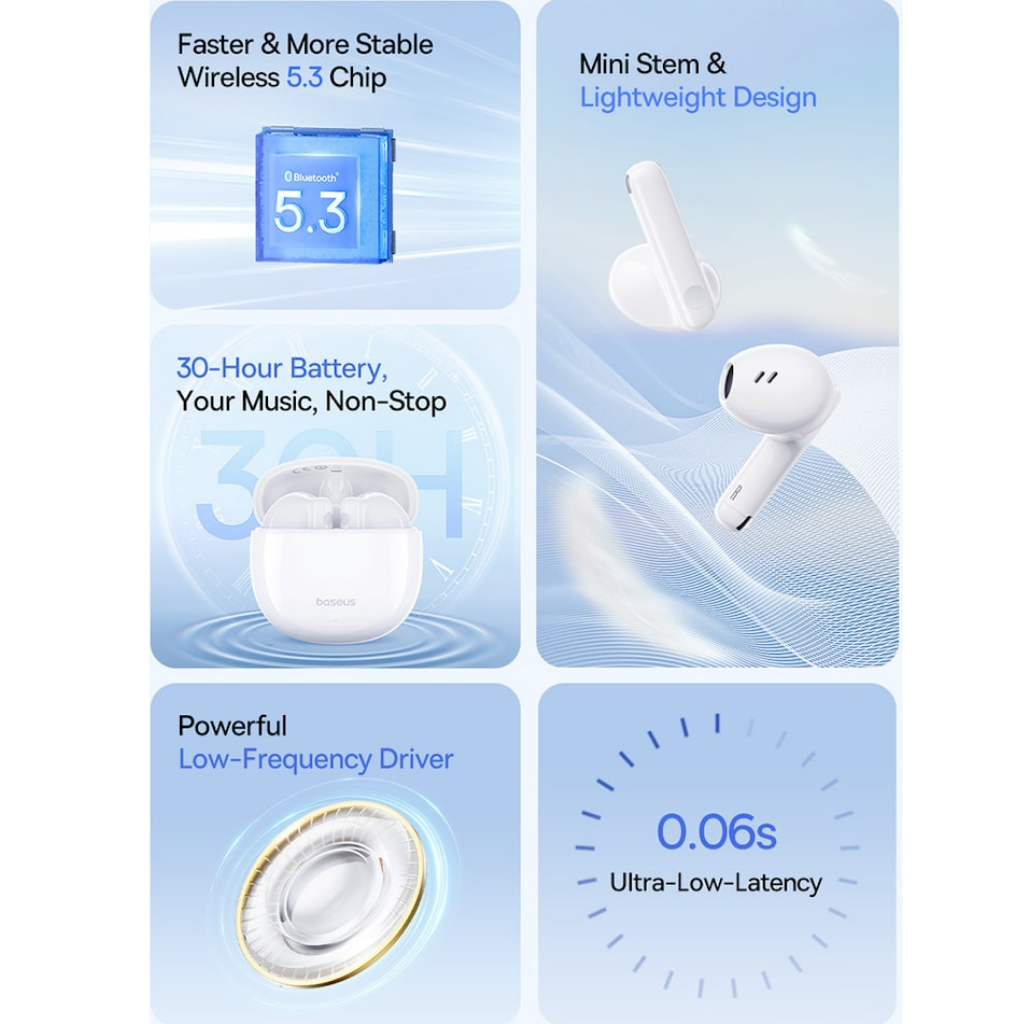 Faster & More Stable
Wireless 5.3 Chip
Bluetooth®
5.3
Mini Stem &
Lightweight Design
30-Hour Battery,
Your Music, Non-Stop
30H
baseus
R
Powerful
Low-Frequency Driver
0.06s
Ultra-Low-Latency